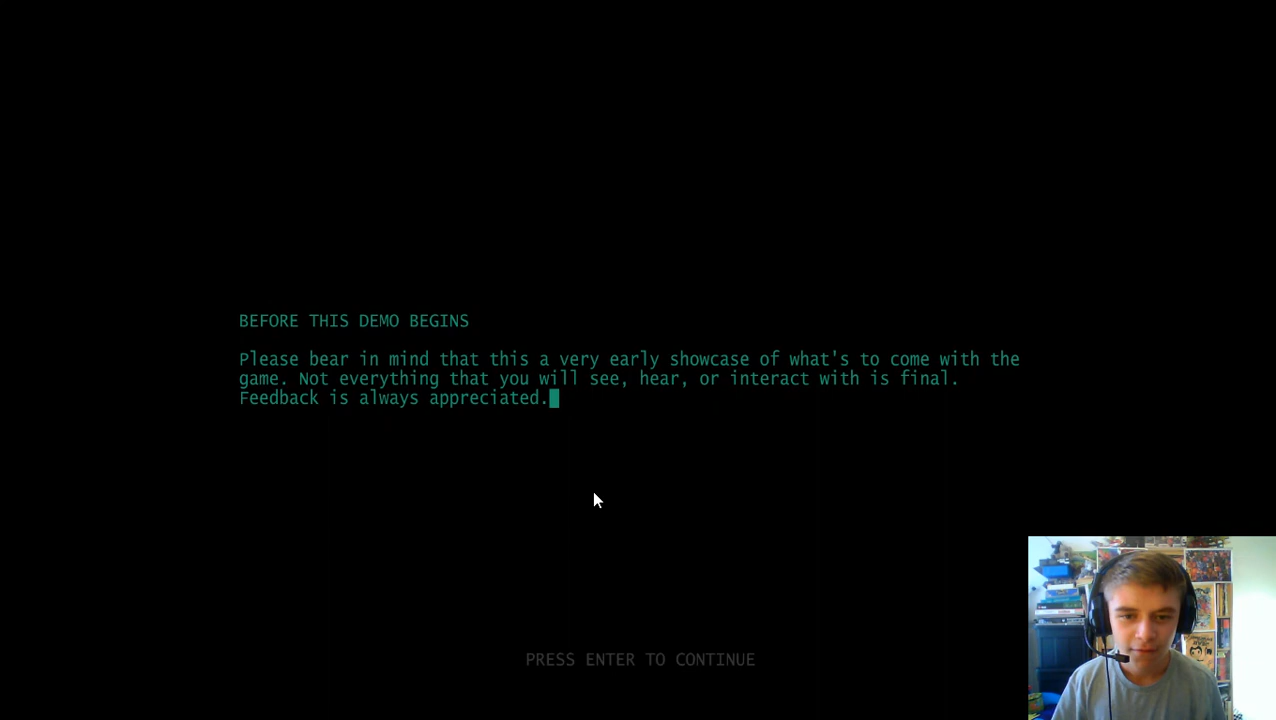 BEFORE THIS DEMO BEGINS
Please bear in mind that this a very early showcase of what's to come with the
game. Not everything that you will see, hear, or interact with is final.
Feedback is always appreciated.
PRESS ENTER TO CONTINUE